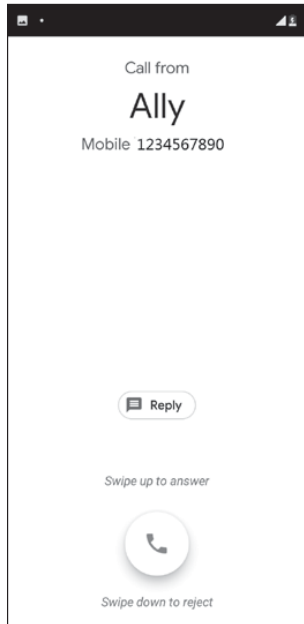 Call from
Ally
Mobile 1234567890
Reply
Swipe up to answer
Swipe down to reject